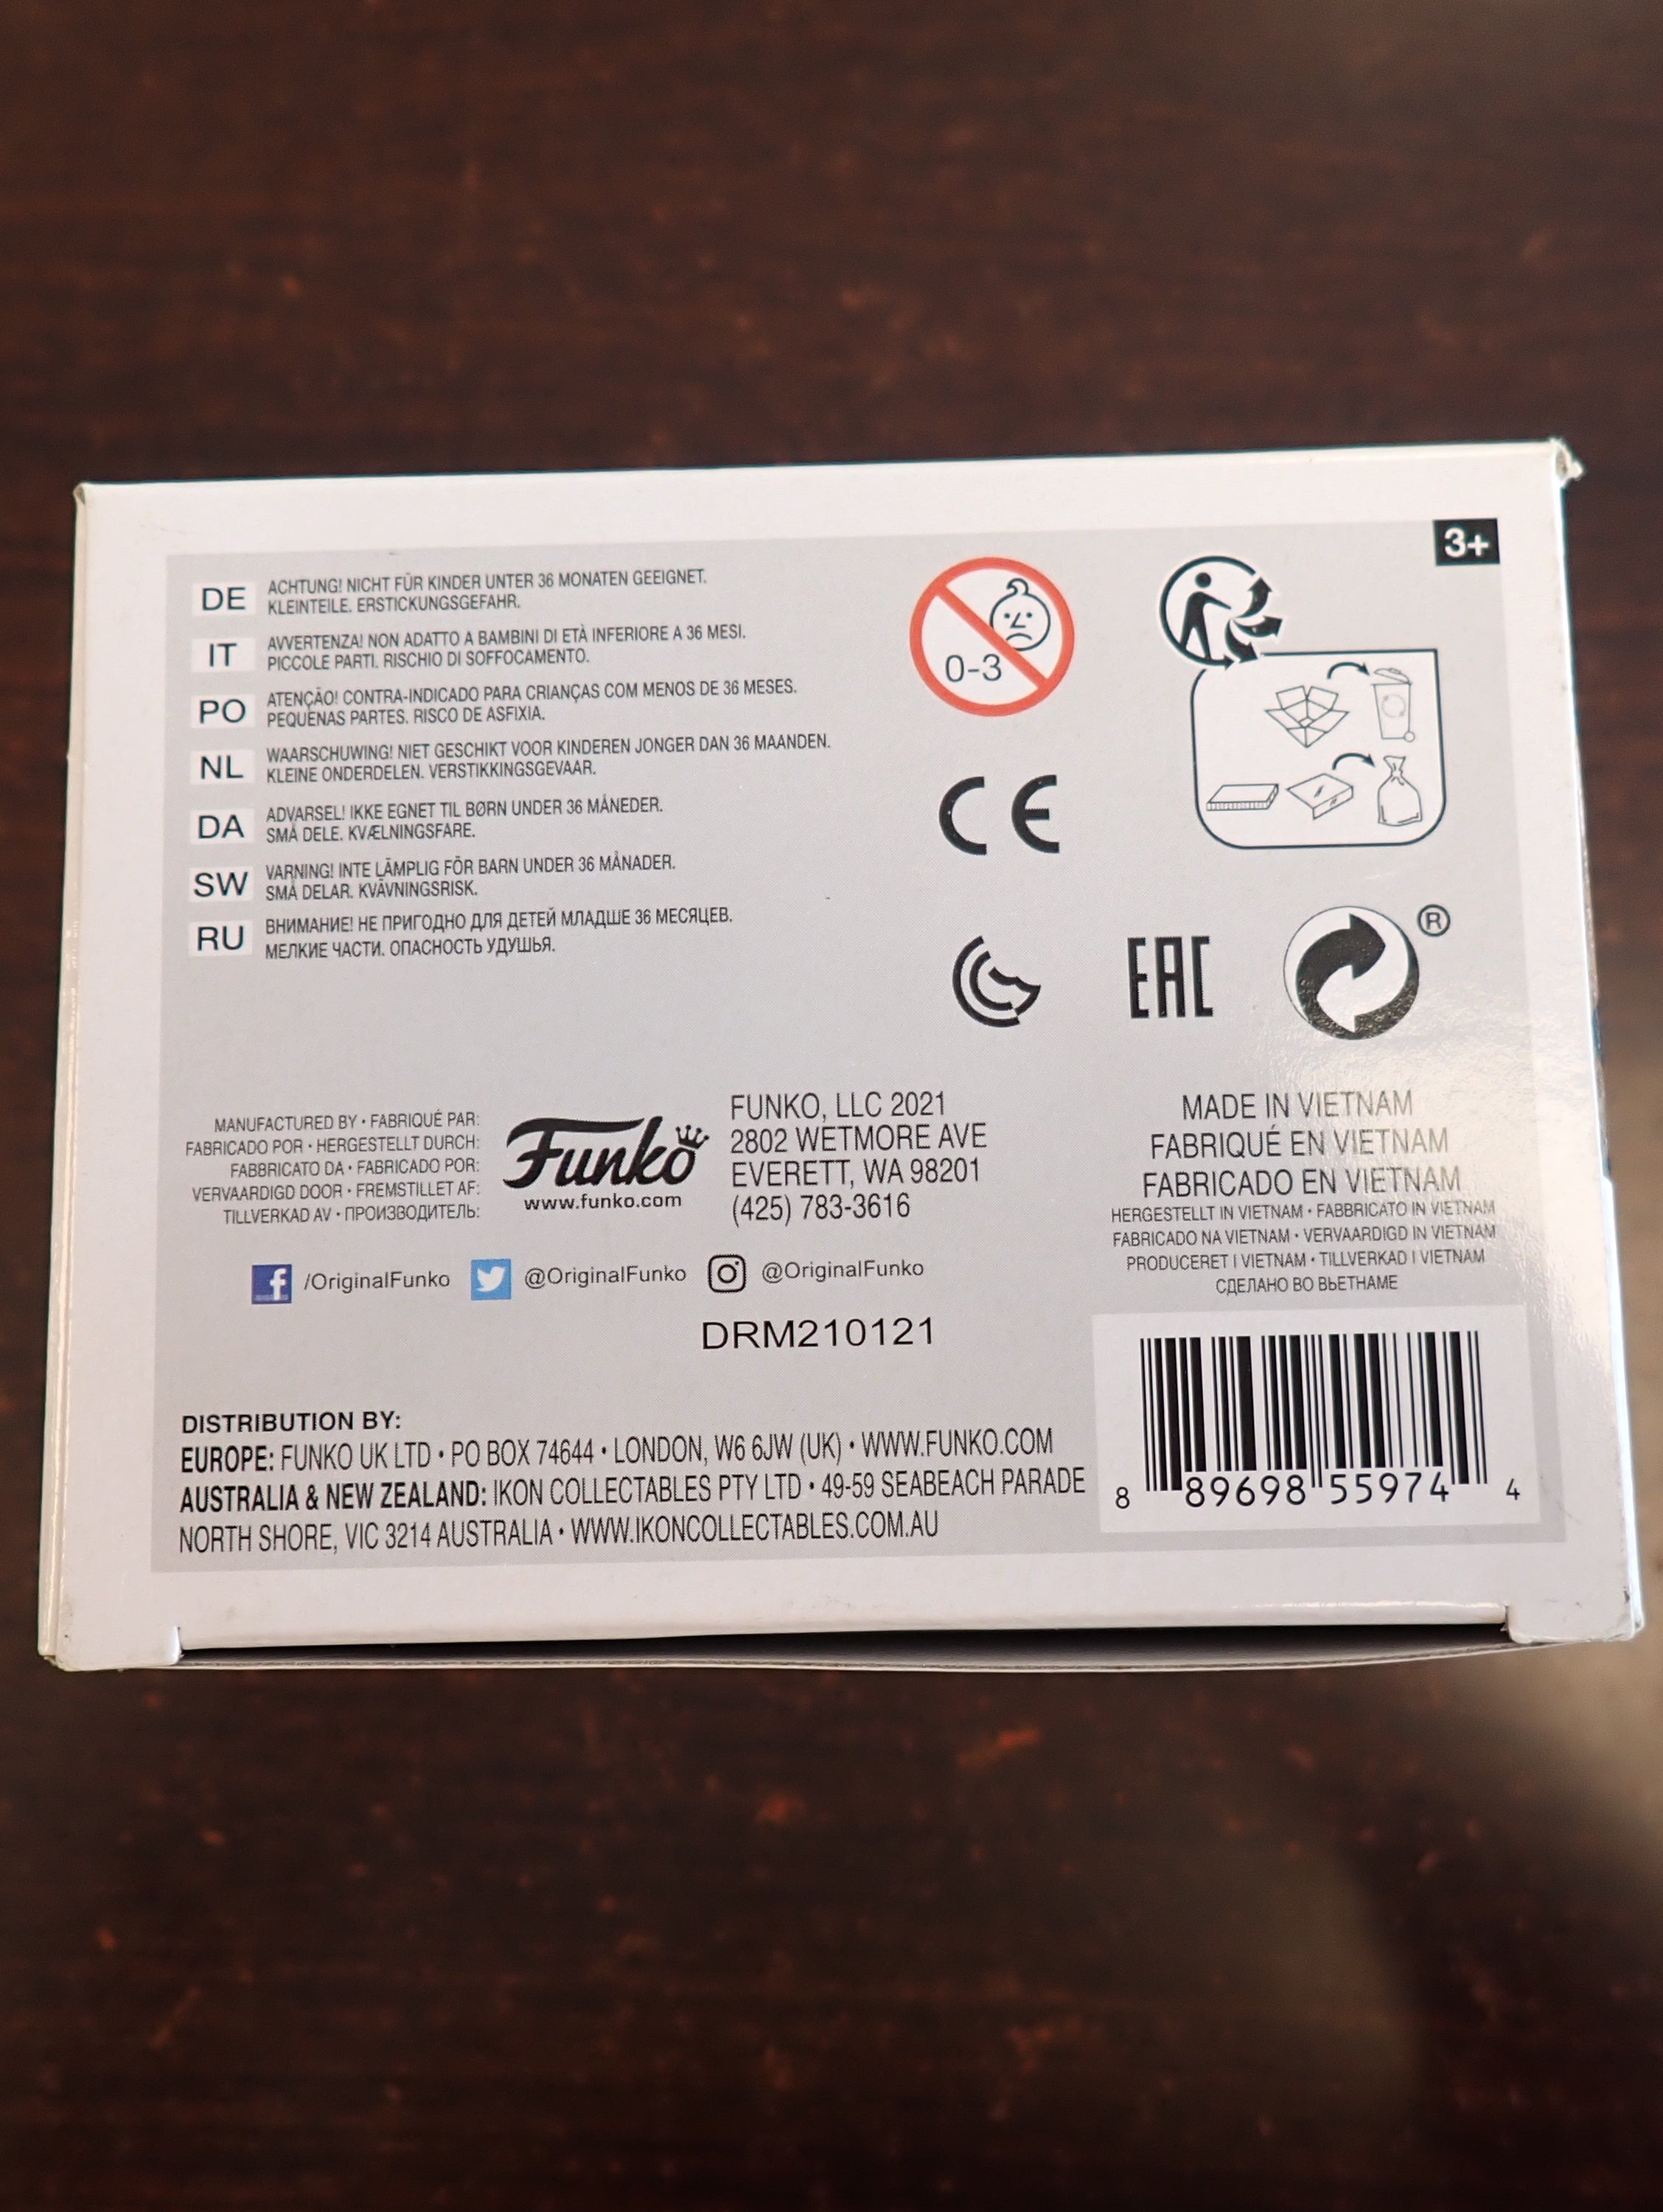 3+
DE
ACHTUNG! NICHT FÜR KINDER UNTER 36 MONATEN GEEIGNET.
KLEINTEILE. ERSTICKUNGSGEFAHR.
IT
AVVERTENZA! NON ADATTO A BAMBINI DI ETÀ INFERIORE A 36 MESI.
PICCOLE PARTI. RISCHIO DI SOFFOCAMENTO.
PO
ATENÇÃO! CONTRA-INDICADO PARA CRIANÇAS COM MENOS DE 36 MESES.
PEQUENAS PARTES. RISCO DE ASFIXIA.
NL
WAARSCHUWING! NIET GESCHIKT VOOR KINDEREN JONGER DAN 36 MAANDEN.
KLEINE ONDERDELEN. VERSTIKKINGSGEVAAR.
DA
ADVARSEL! IKKE EGNET TIL BØRN UNDER 36 MÅNEDER.
SMÅ DELE. KVÆLNINGSFARE.
SW
VARNING! INTE LÄMPLIG FÖR BARN UNDER 36 MÅNADER.
SMÅ DELAR. KVÄVNINGSRISK.
RU
ВНИМАНИЕ! НЕ ПРИГОДНО ДЛЯ ДЕТЕЙ МЛАДШЕ 36 МЕСЯЦЕВ.
МЕЛКИЕ ЧАСТИ. ОПАСНОСТЬ УДУШЬЯ.
0-3
CE
EAC
®
MANUFACTURED BY • FABRIQUÉ PAR:
FABRICADO POR • HERGESTELLT DURCH:
FABBRICATO DA • FABRICADO POR:
VERVAARDIGD DOOR • FREMSTILLET AF:
TILLVERKAD AV • ПРОИЗВОДИТЕЛЬ:
Funko
www.funko.com
FUNKO, LLC 2021
2802 WETMORE AVE
EVERETT, WA 98201
(425) 783-3616
MADE IN VIETNAM
FABRIQUÉ EN VIETNAM
FABRICADO EN VIETNAM
HERGESTELLT IN VIETNAM • FABBRICATO IN VIETNAM
FABRICADO NA VIETNAM • VERVAARDIGD IN VIETNAM
PRODUCERET I VIETNAM • TILLVERKAD I VIETNAM
СДЕЛАНО ВО ВЬЕТНАМЕ
/OriginalFunko @OriginalFunko @OriginalFunko
DRM210121
DISTRIBUTION BY:
EUROPE: FUNKO UK LTD • PO BOX 74644 • LONDON, W6 6JW (UK) • WWW.FUNKO.COM
AUSTRALIA & NEW ZEALAND: IKON COLLECTABLES PTY LTD • 49-59 SEABEACH PARADE
NORTH SHORE, VIC 3214 AUSTRALIA • WWW.IKONCOLLECTABLES.COM.AU
8 89698 55974 4